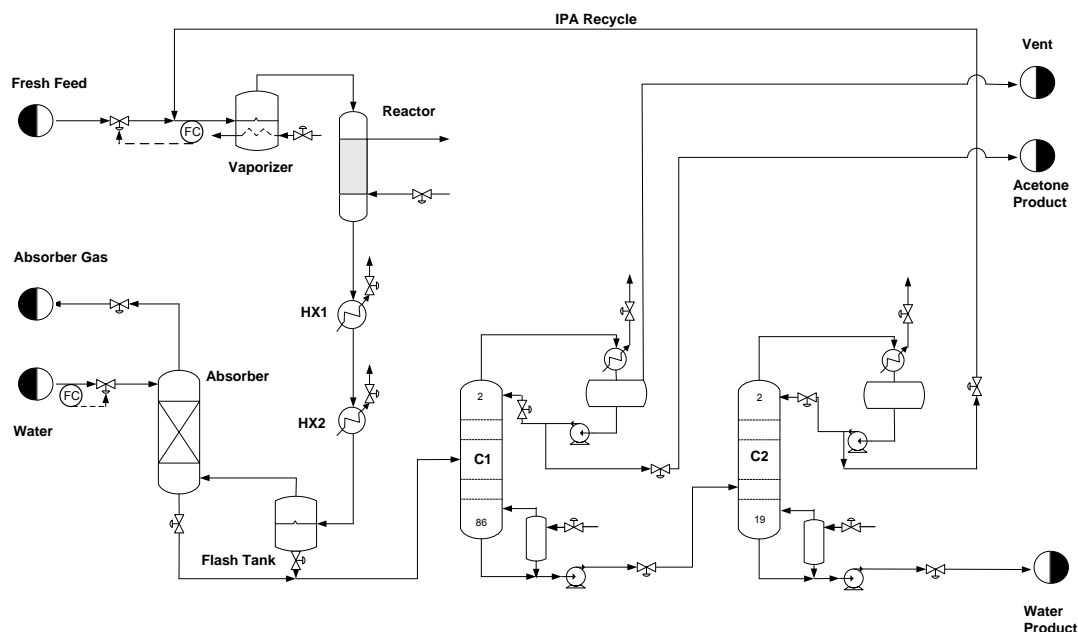 IPA Recycle
Vent
Fresh Feed
FC
Reactor
Vaporizer
Acetone
Product
Absorber Gas
HX1
Absorber
FC
2
2
Water
HX2
C1
C2
86
19
Flash Tank
Water
Product